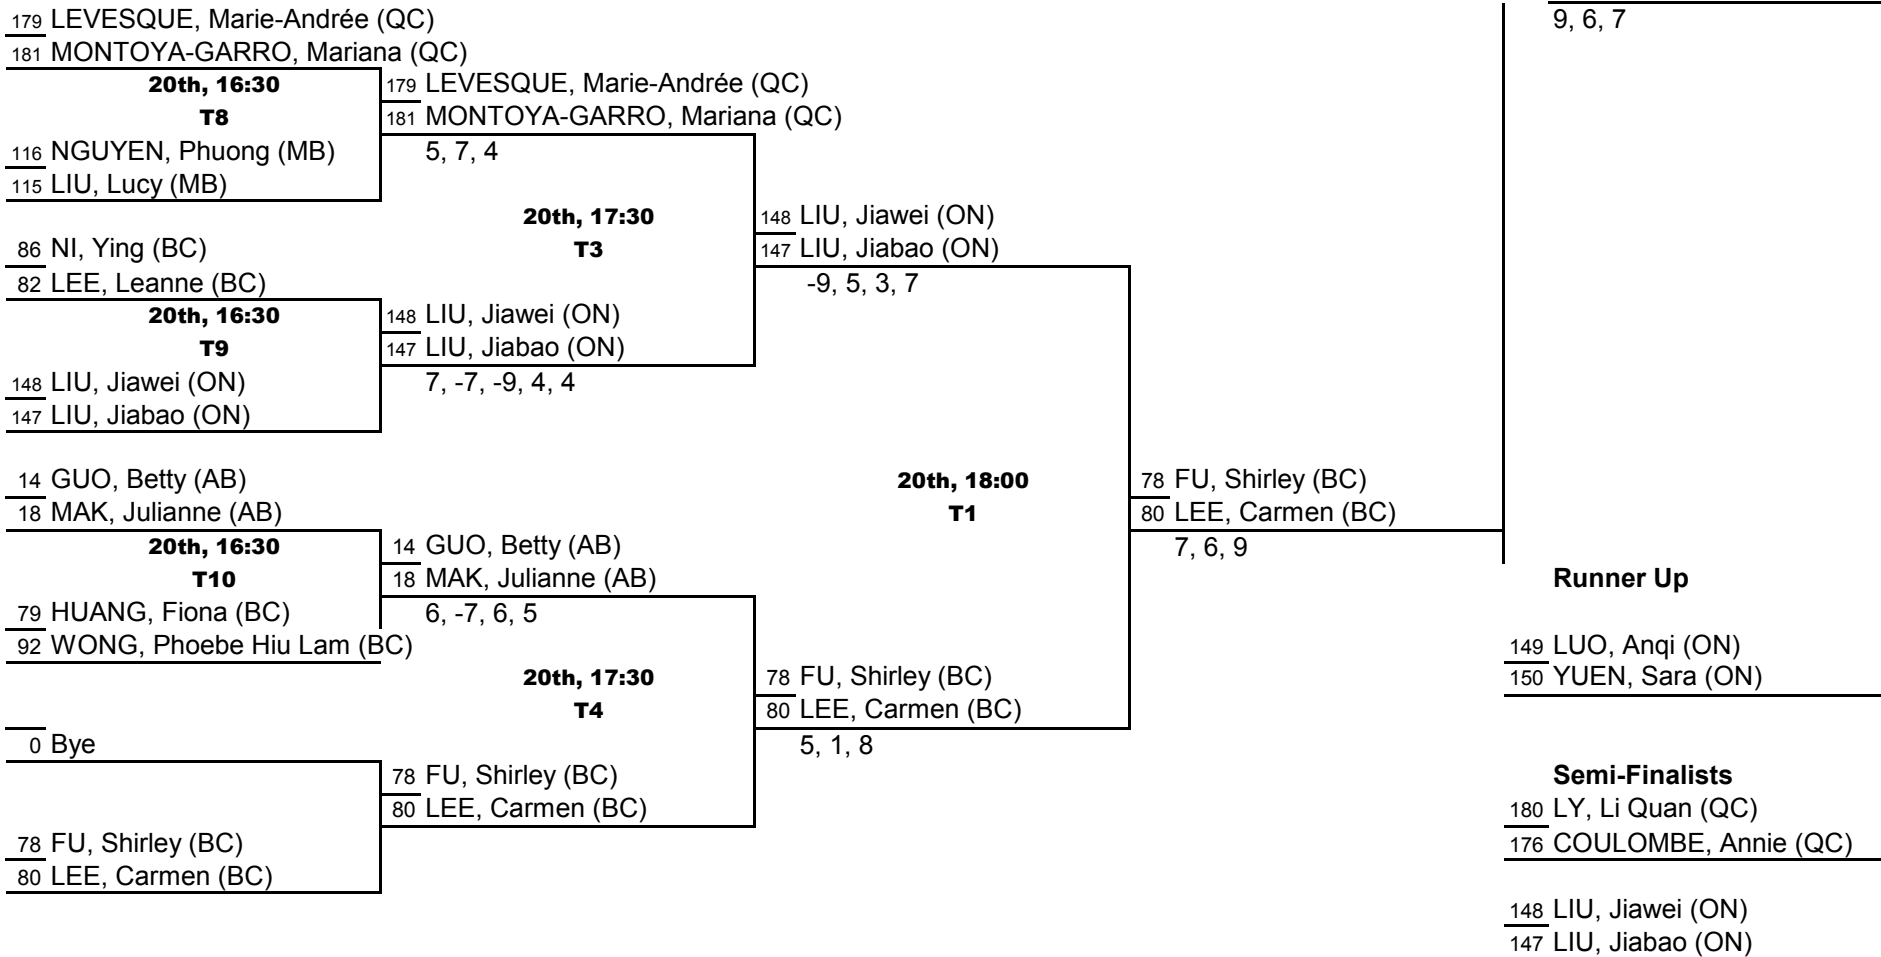 179 LEVESQUE, Marie-Andrée (QC)
181 MONTOYA-GARRO, Mariana (QC)
20th, 16:30
T8
116 NGUYEN, Phuong (MB)
115 LIU, Lucy (MB)
86 NI, Ying (BC)
82 LEE, Leanne (BC)
20th, 16:30
T9
148 LIU, Jiawei (ON)
147 LIU, Jiabao (ON)
14 GUO, Betty (AB)
18 MAK, Julianne (AB)
20th, 16:30
T10
79 HUANG, Fiona (BC)
92 WONG, Phoebe Hiu Lam (BC)
0 Bye
78 FU, Shirley (BC)
80 LEE, Carmen (BC)
179 LEVESQUE, Marie-Andrée (QC)
181 MONTOYA-GARRO, Mariana (QC)
5, 7, 4
20th, 17:30
T3
148 LIU, Jiawei (ON)
147 LIU, Jiabao (ON)
7, -7, -9, 4, 4
14 GUO, Betty (AB)
18 MAK, Julianne (AB)
6, -7, 6, 5
20th, 17:30
T4
78 FU, Shirley (BC)
80 LEE, Carmen (BC)
148 LIU, Jiawei (ON)
147 LIU, Jiabao (ON)
-9, 5, 3, 7
20th, 18:00
T1
78 FU, Shirley (BC)
80 LEE, Carmen (BC)
5, 1, 8
78 FU, Shirley (BC)
80 LEE, Carmen (BC)
7, 6, 9
9, 6, 7
Runner Up
149 LUO, Anqi (ON)
150 YUEN, Sara (ON)
Semi-Finalists
180 LY, Li Quan (QC)
176 COULOMBE, Annie (QC)
148 LIU, Jiawei (ON)
147 LIU, Jiabao (ON)